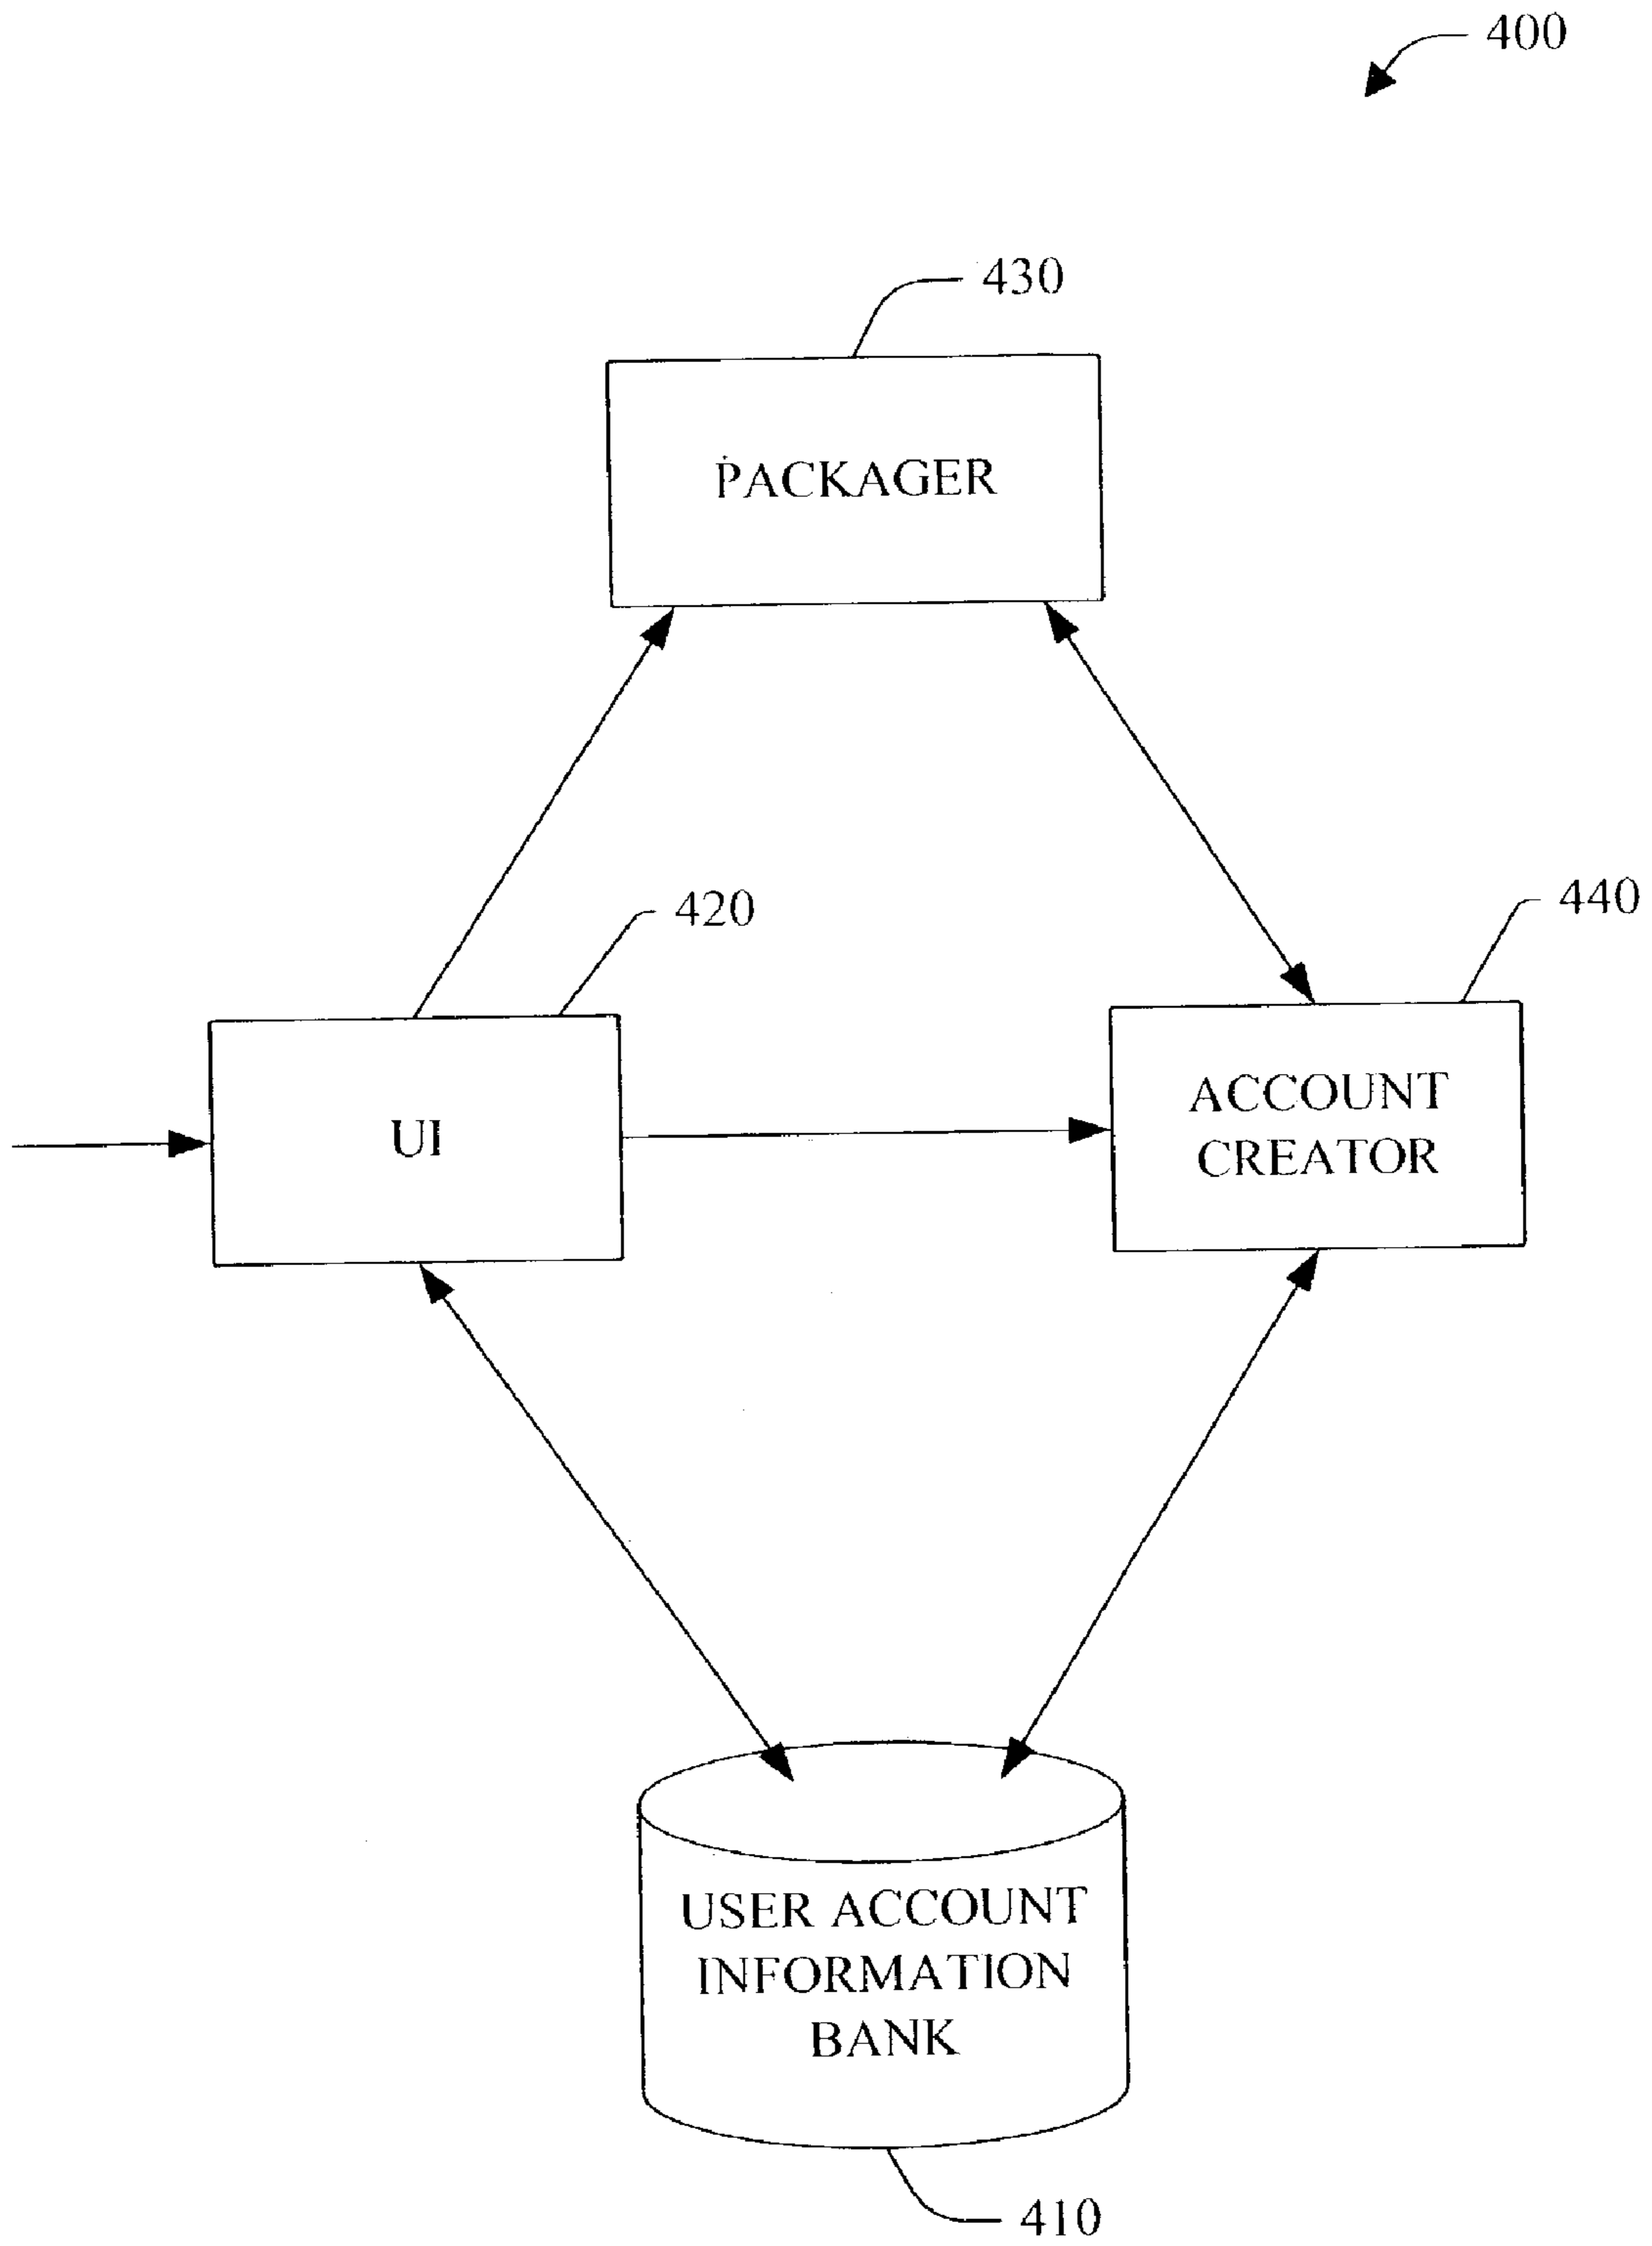 400
430
PACKAGER
420
440
UI
ACCOUNT
CREATOR
USER ACCOUNT
INFORMATION
BANK
410